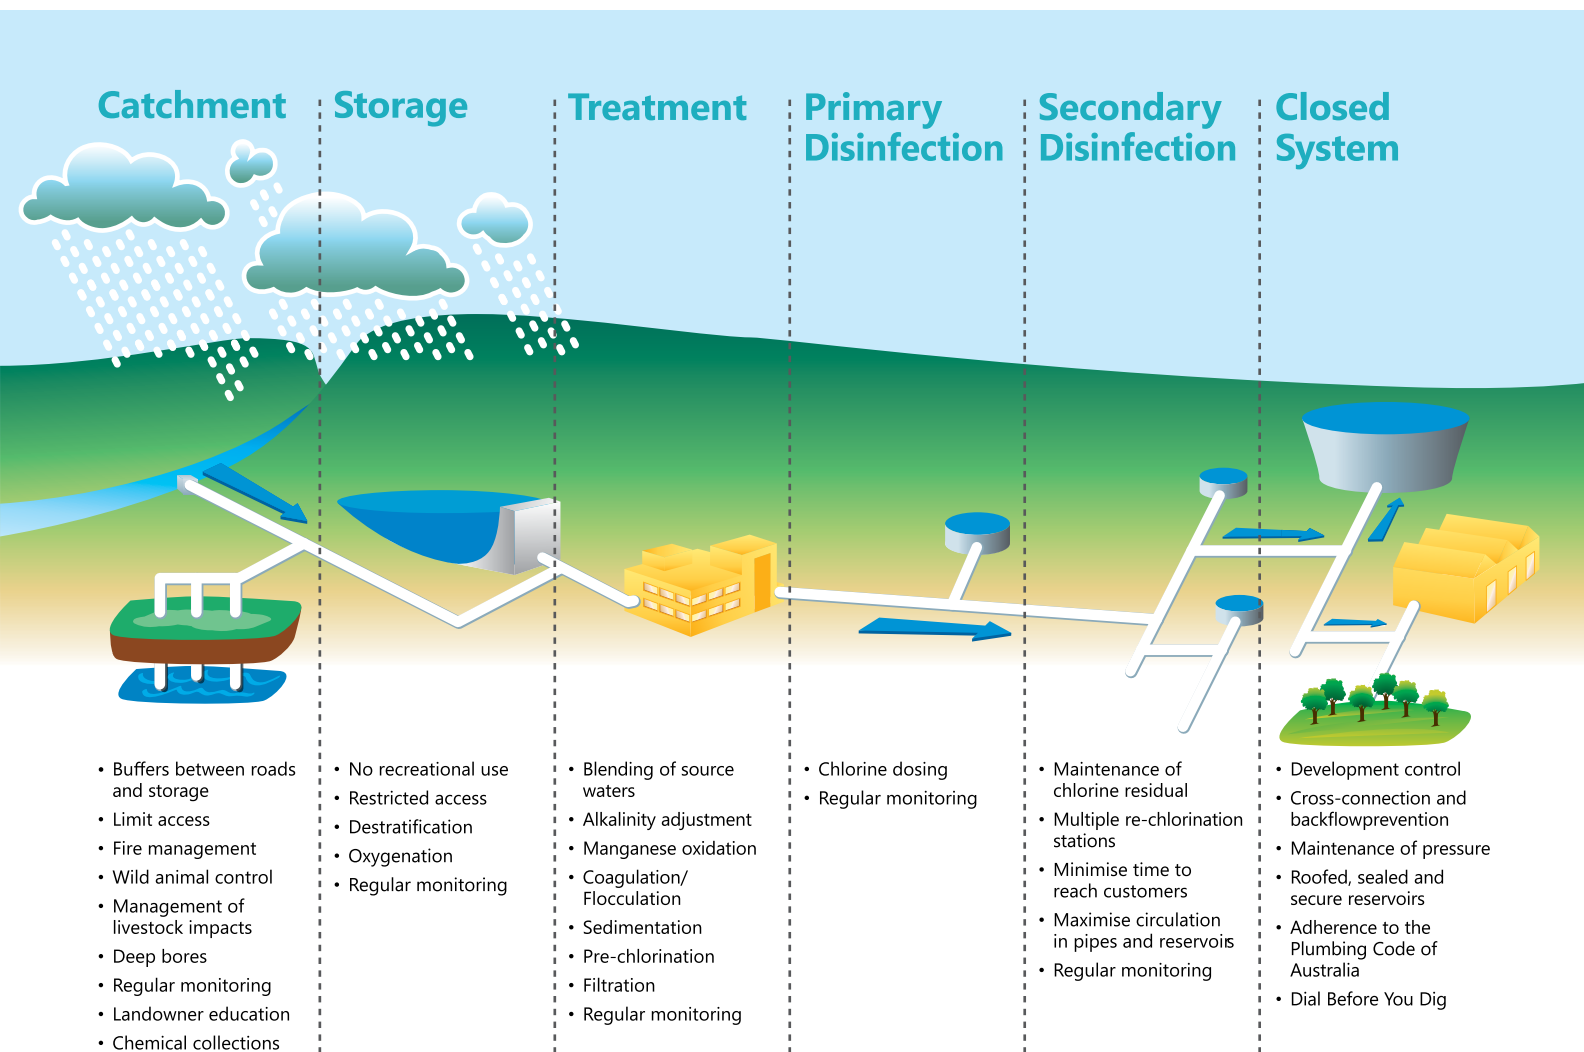 Catchment
Storage
Treatment
Primary
Disinfection
Secondary
Disinfection
Closed
System
• Buffers between roads
and storage
• Limit access
• Fire management
• Wild animal control
• Management of
livestock impacts
• Deep bores
• Regular monitoring
• Landowner education
• Chemical collections
• No recreational use
• Restricted access
• Destratification
• Oxygenation
• Regular monitoring
• Blending of source
waters
• Alkalinity adjustment
• Manganese oxidation
• Coagulation/
Flocculation
• Sedimentation
• Pre-chlorination
• Filtration
• Regular monitoring
• Chlorine dosing
• Regular monitoring
• Maintenance of
chlorine residual
• Multiple re-chlorination
stations
• Minimise time to
reach customers
• Maximise circulation
in pipes and reservoirs
• Regular monitoring
• Development control
• Cross-connection and
backflowprevention
• Maintenance of pressure
• Roofed, sealed and
secure reservoirs
• Adherence to the
Plumbing Code of
Australia
• Dial Before You Dig